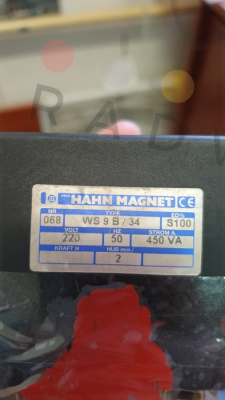 HAHN MAGNET CE
NR. TYPE ED%
068 WS 9 B / 34 S100
VOLT HZ STROM A.
220 50 450 VA
KRAFT N HUB mm
2